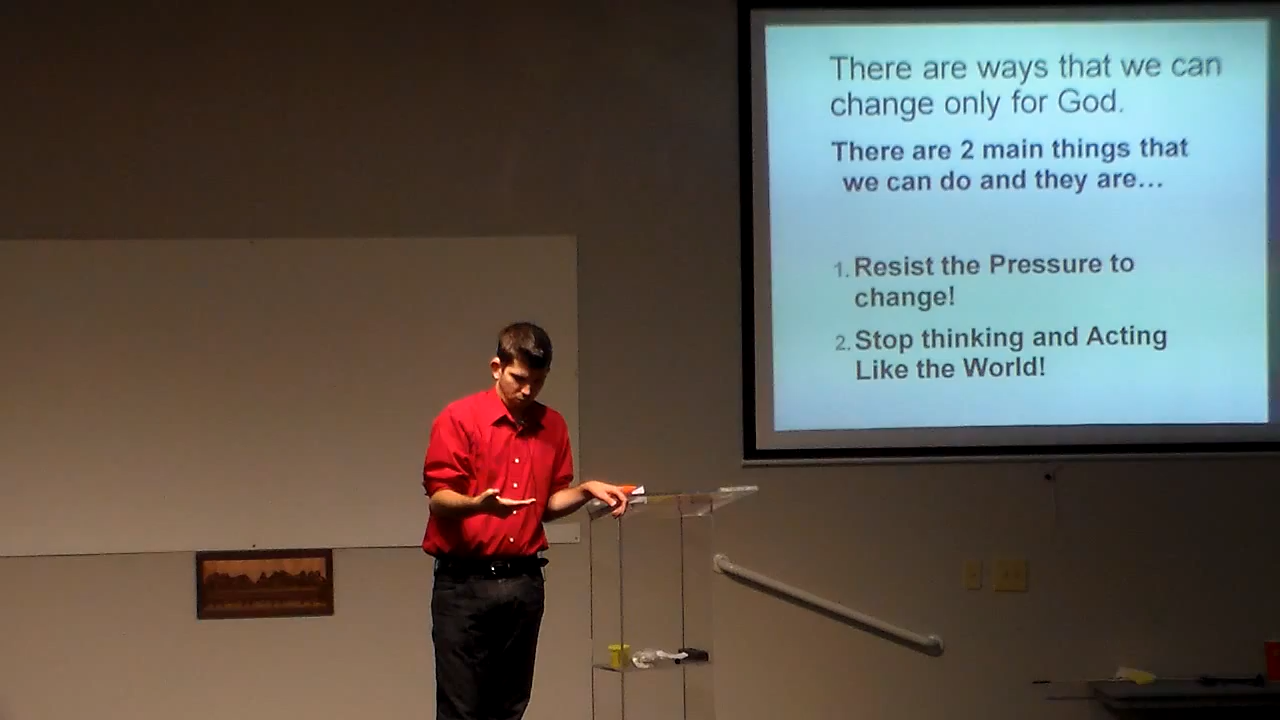 There are ways that we can
change only for God.
There are 2 main things that
we can do and they are...
1. Resist the Pressure to
change!
2. Stop thinking and Acting
Like the World!